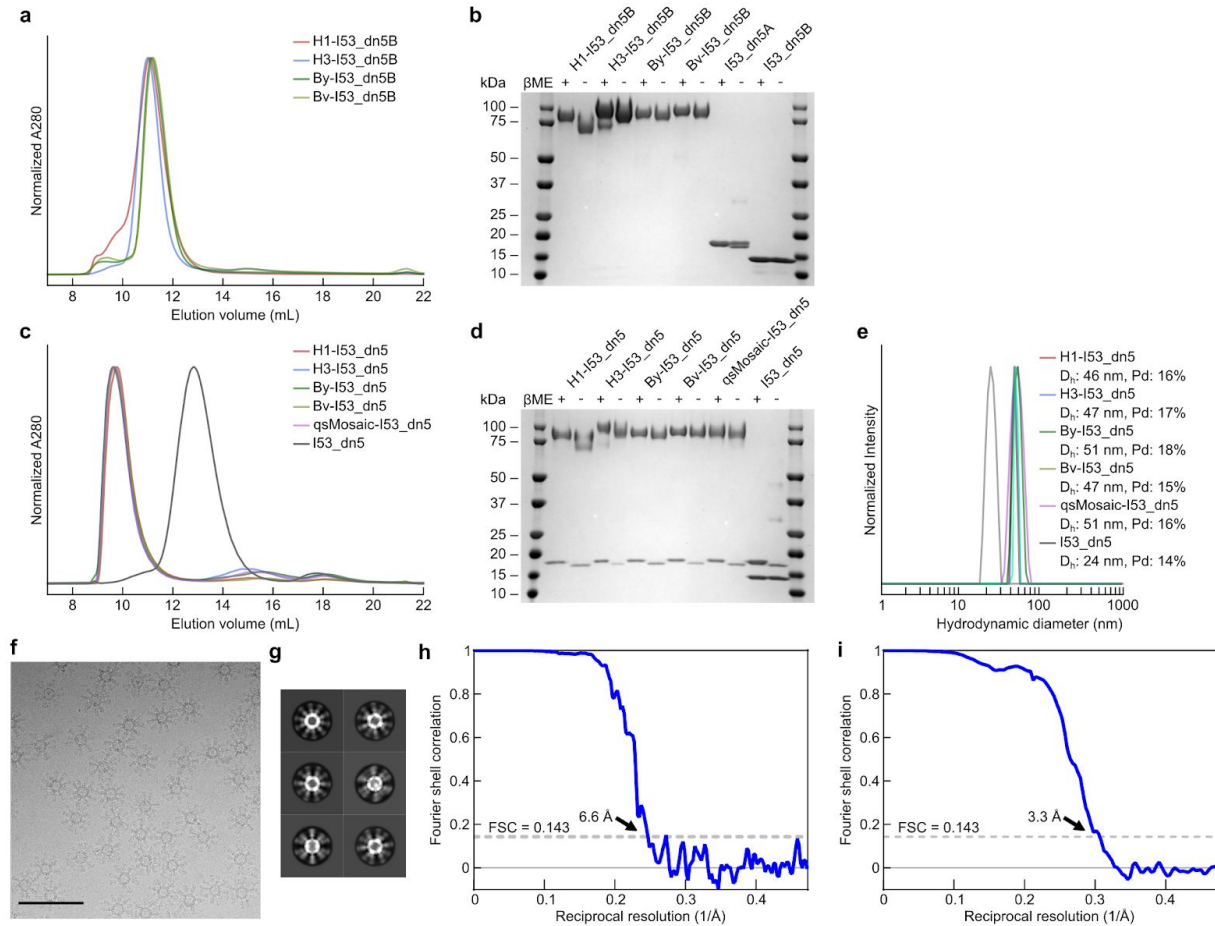 a
Normalized A280
H1-I53_dn5B
H3-I53_dn5B
By-I53_dn5B
Bv-I53_dn5B
8 10 12 14 16 18 20 22
Elution volume (mL)
b
H1-I53_dn5B
H3-I53_dn5B
By-I53_dn5B
Bv-I53_dn5B
I53_dn5A
I53_dn5B
kDa βME + - + - + - + - + - + -
100 –
75 –
50 –
37 –
25 –
20 –
15 –
10 –
c
Normalized A280
H1-I53_dn5
H3-I53_dn5
By-I53_dn5
Bv-I53_dn5
qsMosaic-I53_dn5
I53_dn5
8 10 12 14 16 18 20 22
Elution volume (mL)
d
H1-I53_dn5
H3-I53_dn5
By-I53_dn5
Bv-I53_dn5
qsMosaic-I53_dn5
I53_dn5
kDa βME + - + - + - + - + - + -
100 –
75 –
50 –
37 –
25 –
20 –
15 –
10 –
e
Normalized Intensity
H1-I53_dn5
Dh: 46 nm, Pd: 16%
H3-I53_dn5
Dh: 47 nm, Pd: 17%
By-I53_dn5
Dh: 51 nm, Pd: 18%
Bv-I53_dn5
Dh: 47 nm, Pd: 15%
qsMosaic-I53_dn5
Dh: 51 nm, Pd: 16%
I53_dn5
Dh: 24 nm, Pd: 14%
1 10 100 1000
Hydrodynamic diameter (nm)
f
g
h
Fourier shell correlation
1
0.8
0.6
0.4
0.2
0
6.6 Å
FSC = 0.143
0 0.1 0.2 0.3 0.4
Reciprocal resolution (1/Å)
i
Fourier shell correlation
1
0.8
0.6
0.4
0.2
0
3.3 Å
FSC = 0.143
0 0.1 0.2 0.3 0.4
Reciprocal resolution (1/Å)